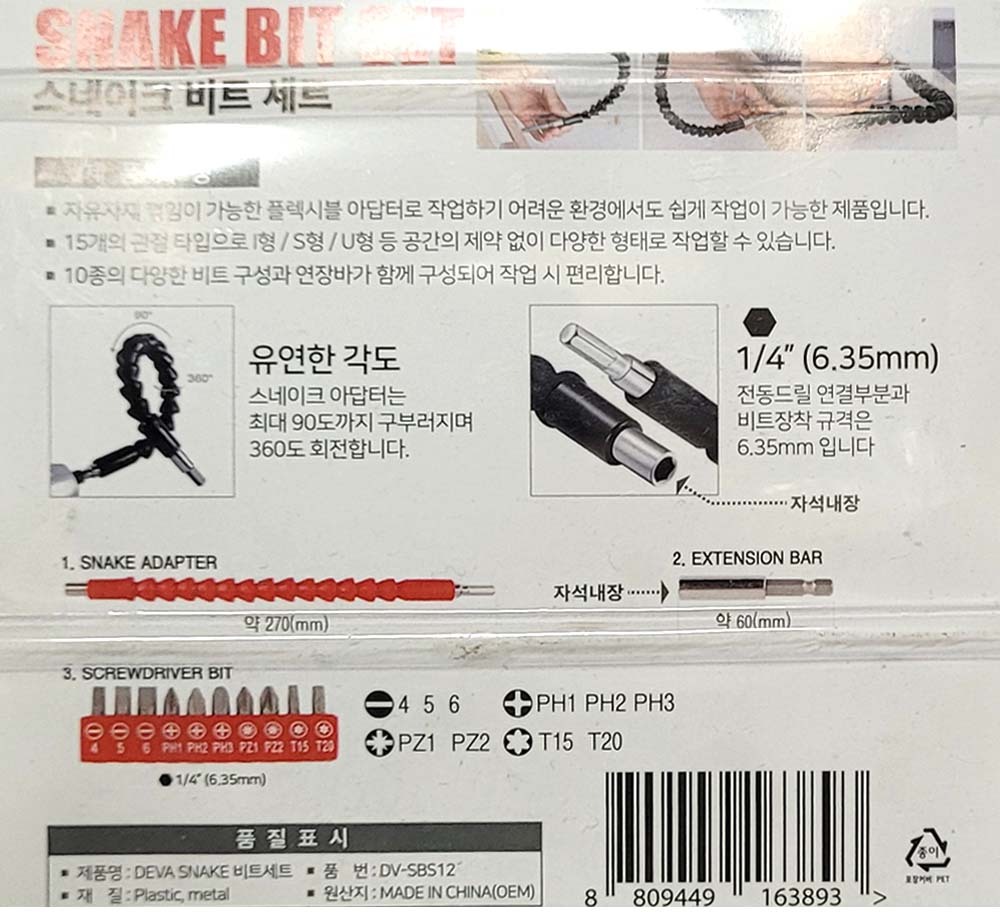 SNAKE BIT SET
스네이크 비트 세트
▪ 자유자재 꺾임이 가능한 플렉시블 아답터로 작업하기 어려운 환경에서도 쉽게 작업이 가능한 제품입니다.
▪ 15개의 관절 타입으로 I형 / S형 / U형 등 공간의 제약 없이 다양한 형태로 작업할 수 있습니다.
▪ 10종의 다양한 비트 구성과 연장바가 함께 구성되어 작업 시 편리합니다.
90°
360°
유연한 각도
스네이크 아답터는
최대 90도까지 구부러지며
360도 회전합니다.
1/4” (6.35mm)
전동드릴 연결부분과
비트장착 규격은
6.35mm 입니다
자석내장
1. SNAKE ADAPTER
약 270(mm)
2. EXTENSION BAR
자석내장
약 60(mm)
3. SCREWDRIVER BIT
4 5 6 PH1 PH2 PH3 PZ1 PZ2 T15 T20
1/4” (6.35mm)
4 5 6 PH1 PH2 PH3
PZ1 PZ2 T15 T20
품질표시
▪ 제품명 : DEVA SNAKE 비트세트 ▪ 품 번 : DV-SBS12
▪ 재 질 : Plastic, metal ▪ 원산지 : MADE IN CHINA(OEM)
8 809449 163893 >
종이
포장커버 PET